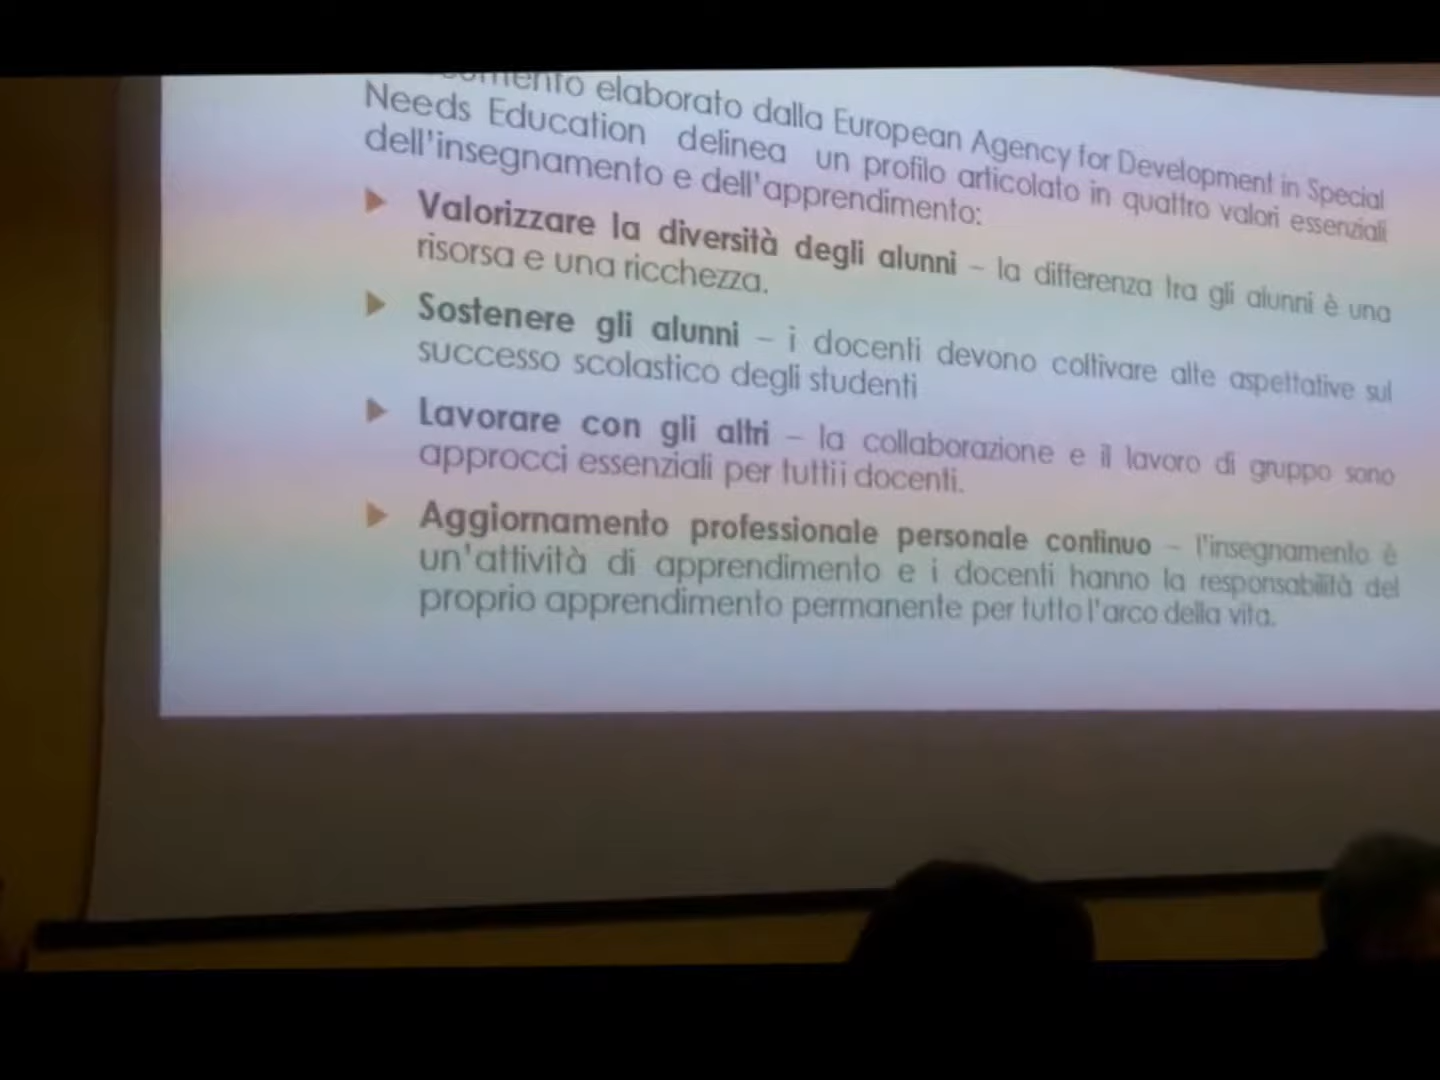 elaborato dalla European Agency for Development in Special
Needs Education delinea un profilo articolato in quattro valori essenziali
dell'insegnamento e dell'apprendimento:
Valorizzare la diversità degli alunni – la differenza tra gli alunni è una
risorsa e una ricchezza.
Sostenere gli alunni – i docenti devono coltivare alte aspettative sul
successo scolastico degli studenti
Lavorare con gli altri – la collaborazione e il lavoro di gruppo sono
approcci essenziali per tutti i docenti.
Aggiornamento professionale personale continuo – l'insegnamento è
un'attività di apprendimento e i docenti hanno la responsabilità del
proprio apprendimento permanente per tutto l'arco della vita.